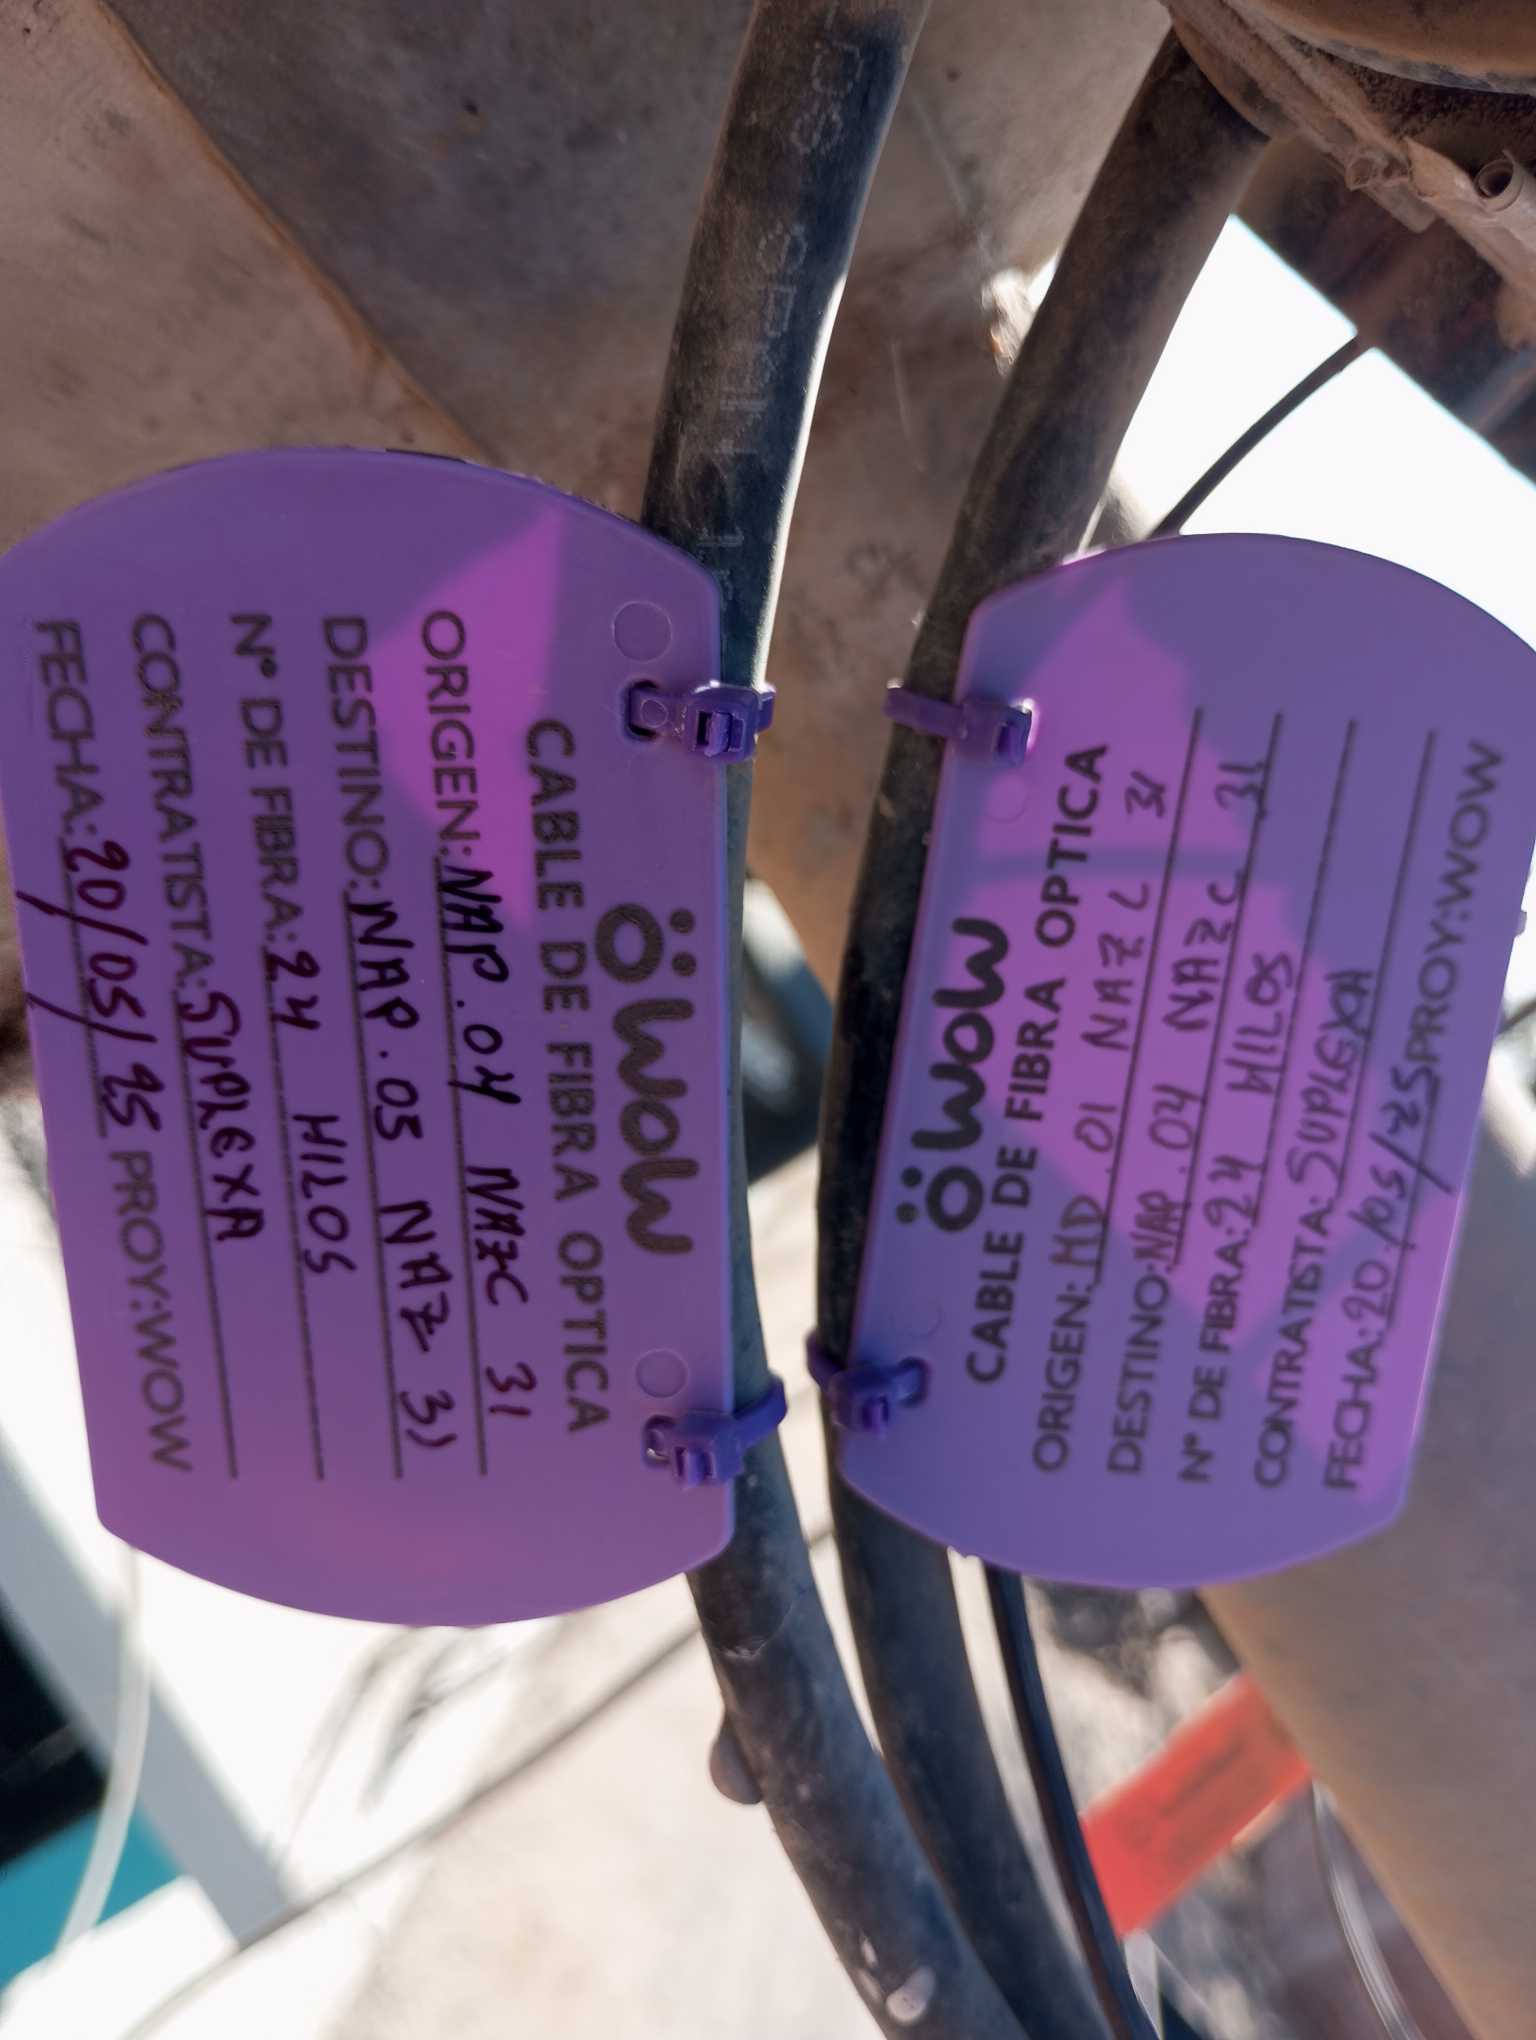 wow
CABLE DE FIBRA OPTICA
ORIGEN: NAP.04 NAZC 31
DESTINO: NAP.05 NAZ 31
N° DE FIBRA: 24 HILOS
CONTRATISTA: SUPLEXA
FECHA: 20/05/25 PROY:WOW
wow
CABLE DE FIBRA OPTICA
ORIGEN: HD.01 NAZC 31
DESTINO: NAP.04 NAZC 31
N° DE FIBRA: 24 HILOS
CONTRATISTA: SUPLEXA
FECHA: 20/05/25 PROY:WOW